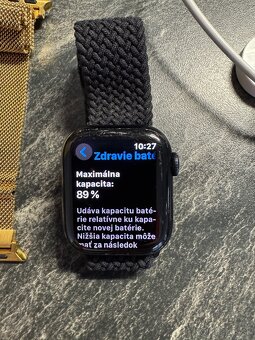 10:27
Zdravie baté
Maximálna
kapacita:
89 %
Udáva kapacitu baté-
rie relatívne ku kapa-
cite novej batérie.
Nižšia kapacita môže
mať za následok